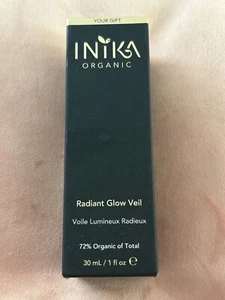 YOUR GIFT
INIKA
ORGANIC
Radiant Glow Veil
Voile Lumineux Radieux
72% Organic of Total
30 mL / 1 fl oz ℮